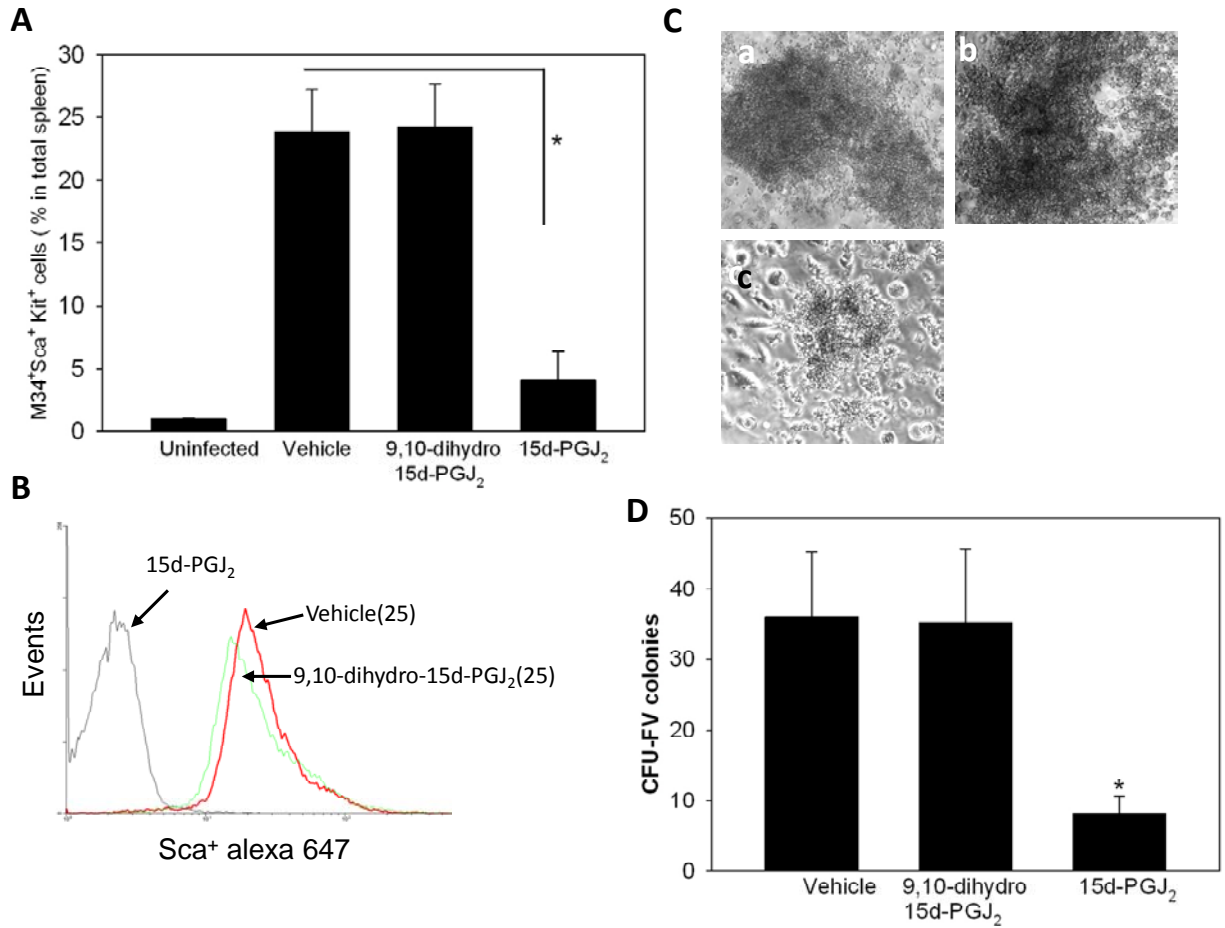 A
M34⁺Sca⁺ Kit⁺ cells ( % in total spleen)
30
25
20
15
10
5
0
*
Uninfected
Vehicle
9,10-dihydro
15d-PGJ₂
15d-PGJ₂
C
a
b
c
B
Events
15d-PGJ₂
Vehicle(25)
9,10-dihydro-15d-PGJ₂(25)
Sca⁺ alexa 647
D
CFU-FV colonies
50
40
30
20
10
0
*
Vehicle
9,10-dihydro
15d-PGJ₂
15d-PGJ₂